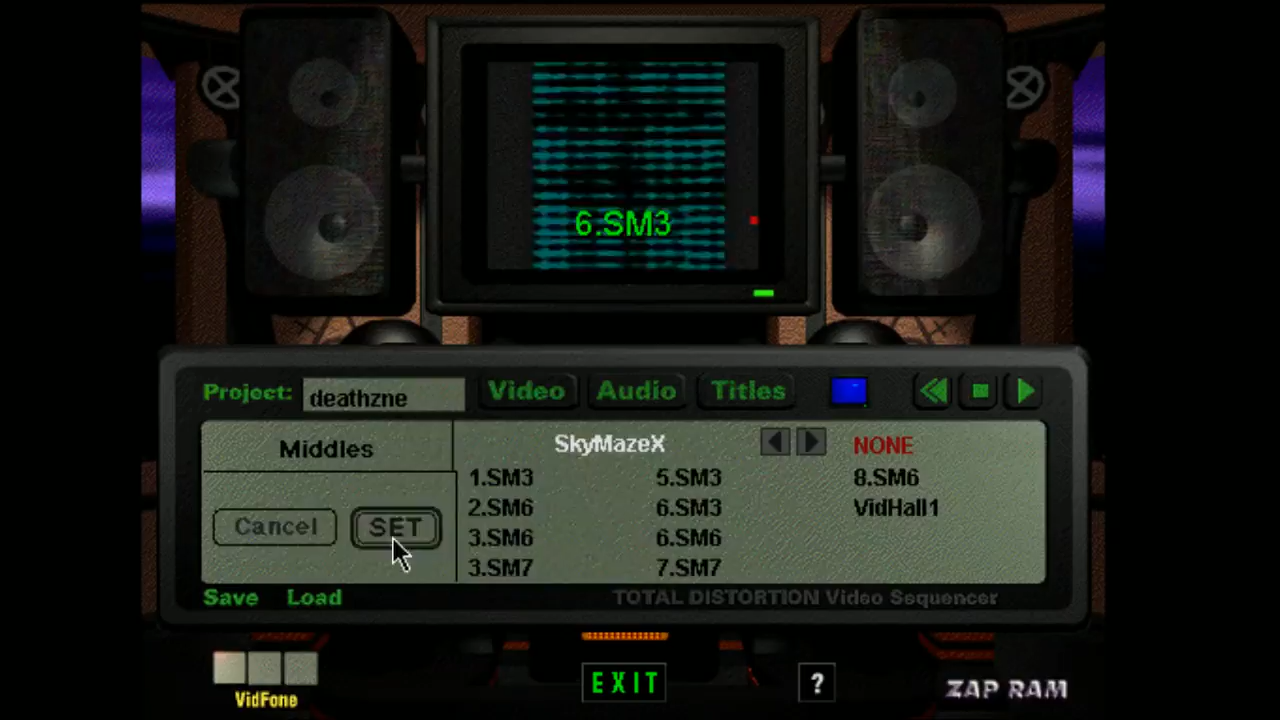 6.SM3
Project: deathzne Video Audio Titles
Middles SkyMazeX NONE
1.SM3 5.SM3 8.SM6
2.SM6 6.SM3 VidHall1
Cancel SET 3.SM6 6.SM6
3.SM7 7.SM7
Save Load TOTAL DISTORTION Video Sequencer
VidFone EXIT ? ZAP RAM